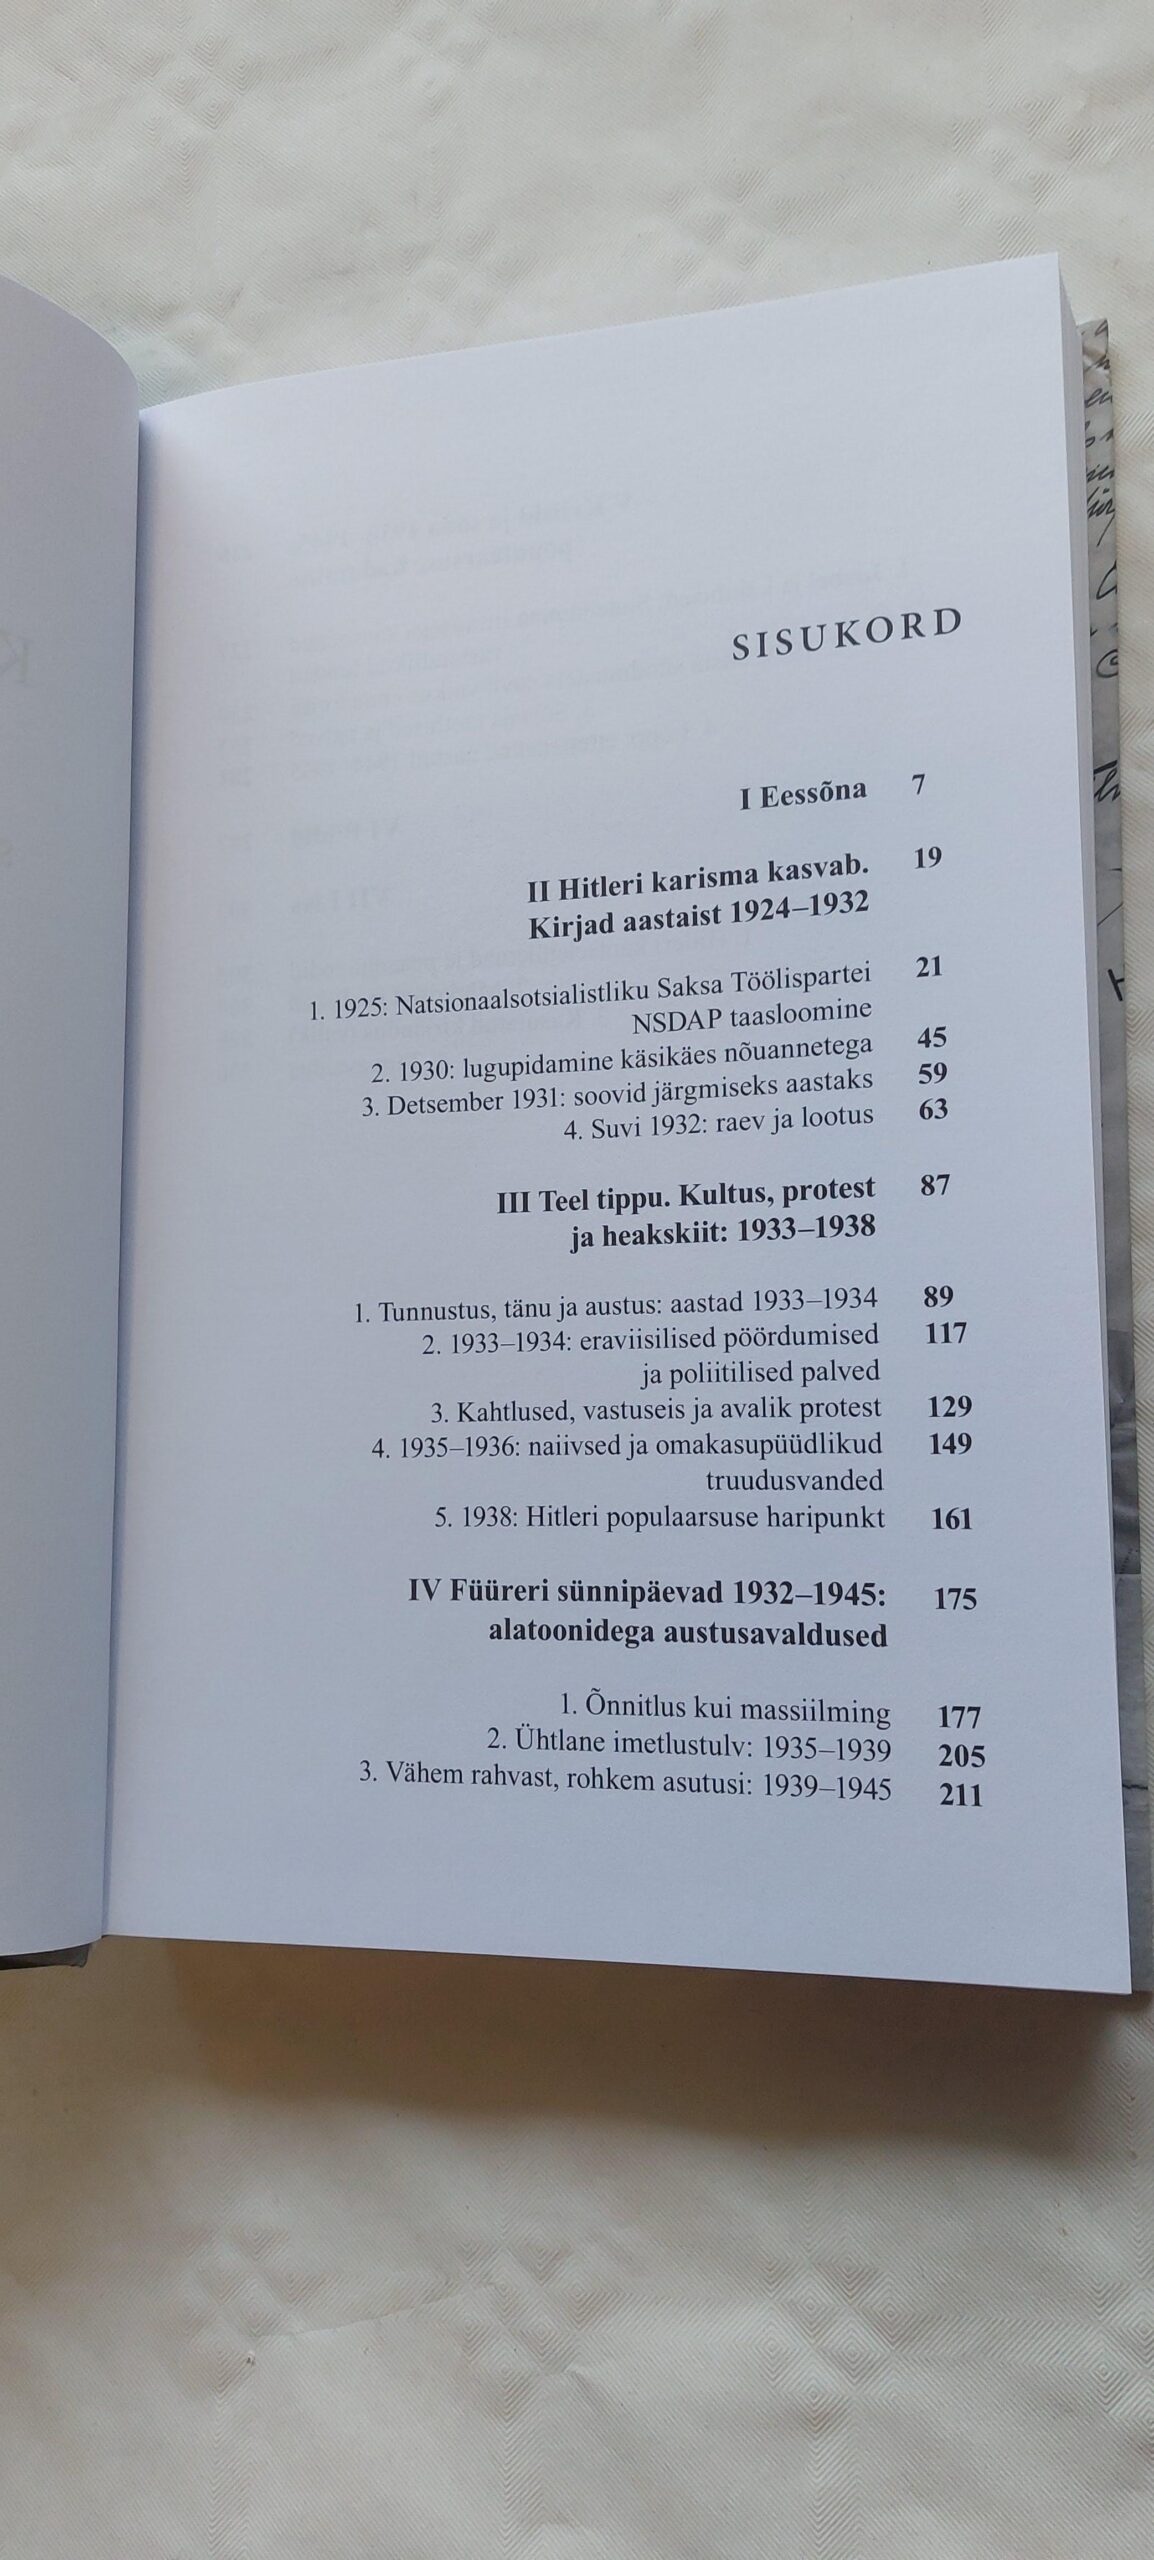 SISUKORD
I Eessõna 7
II Hitleri karisma kasvab. 19
Kirjad aastaist 1924–1932
1. 1925: Natsionaalsotsialistliku Saksa Töölispartei 21
NSDAP taasloomine
2. 1930: lugupidamine käsikäes nõuannetega 45
3. Detsember 1931: soovid järgmiseks aastaks 59
4. Suvi 1932: raev ja lootus 63
III Teel tippu. Kultus, protest 87
ja heakskiit: 1933–1938
1. Tunnustus, tänu ja austus: aastad 1933–1934 89
2. 1933–1934: eraviisilised pöördumised 117
ja poliitilised palved
3. Kahtlused, vastuseis ja avalik protest 129
4. 1935–1936: naiivsed ja omakasupüüdlikud 149
truudusvanded
5. 1938: Hitleri populaarsuse haripunkt 161
IV Füüreri sünnipäevad 1932–1945: 175
alatoonidega austusavaldused
1. Õnnitlus kui massiilming 177
2. Ühtlane imetlustulv: 1935–1939 205
3. Vähem rahvast, rohkem asutusi: 1939–1945 211